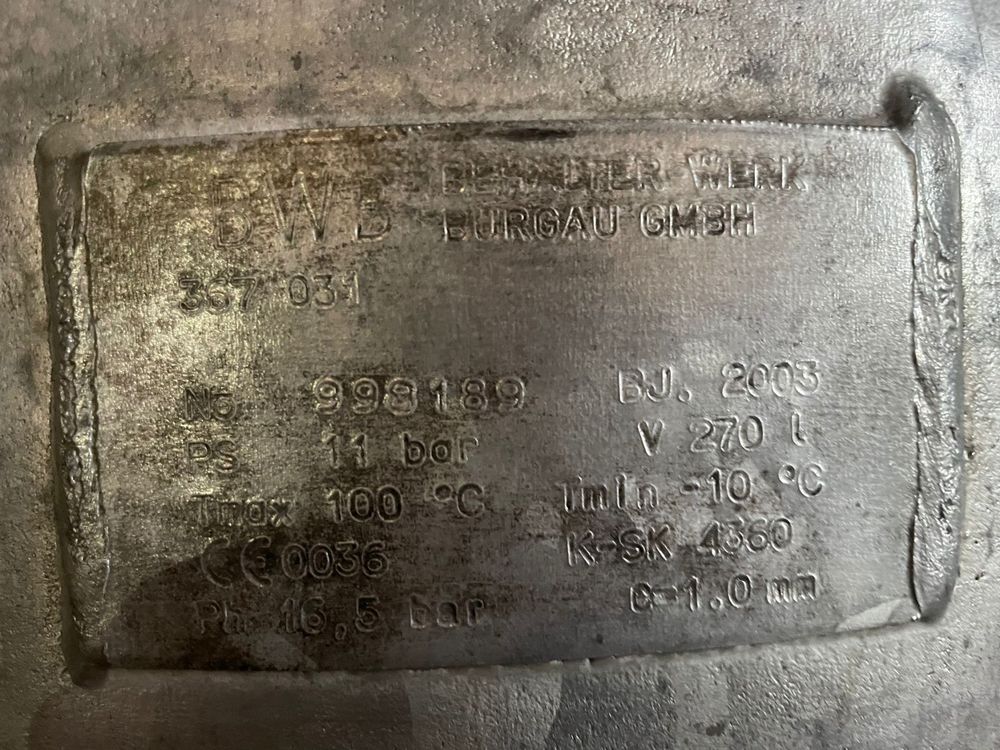 BWB BEHÄLTER WERK
BURGAU GMBH
367 031
No. 998189 BJ. 2003
PS 11 bar V 270 l
Tmax 100 °C Tmin -10 °C
CE 0036 K-SK 4360
Ph 16,5 bar c=1.0 mm